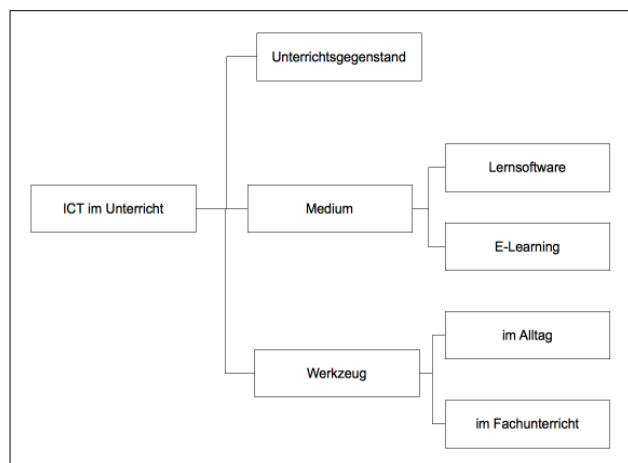 Unterrichtsgegenstand
Lernsoftware
ICT im Unterricht
Medium
E-Learning
im Alltag
Werkzeug
im Fachunterricht